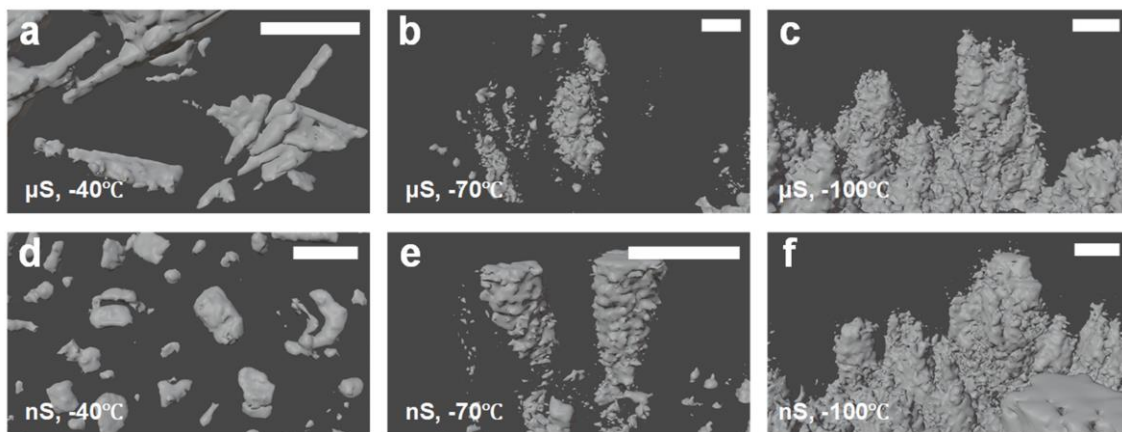 a
μS, -40℃
b
μS, -70℃
c
μS, -100℃
d
nS, -40℃
e
nS, -70℃
f
nS, -100℃